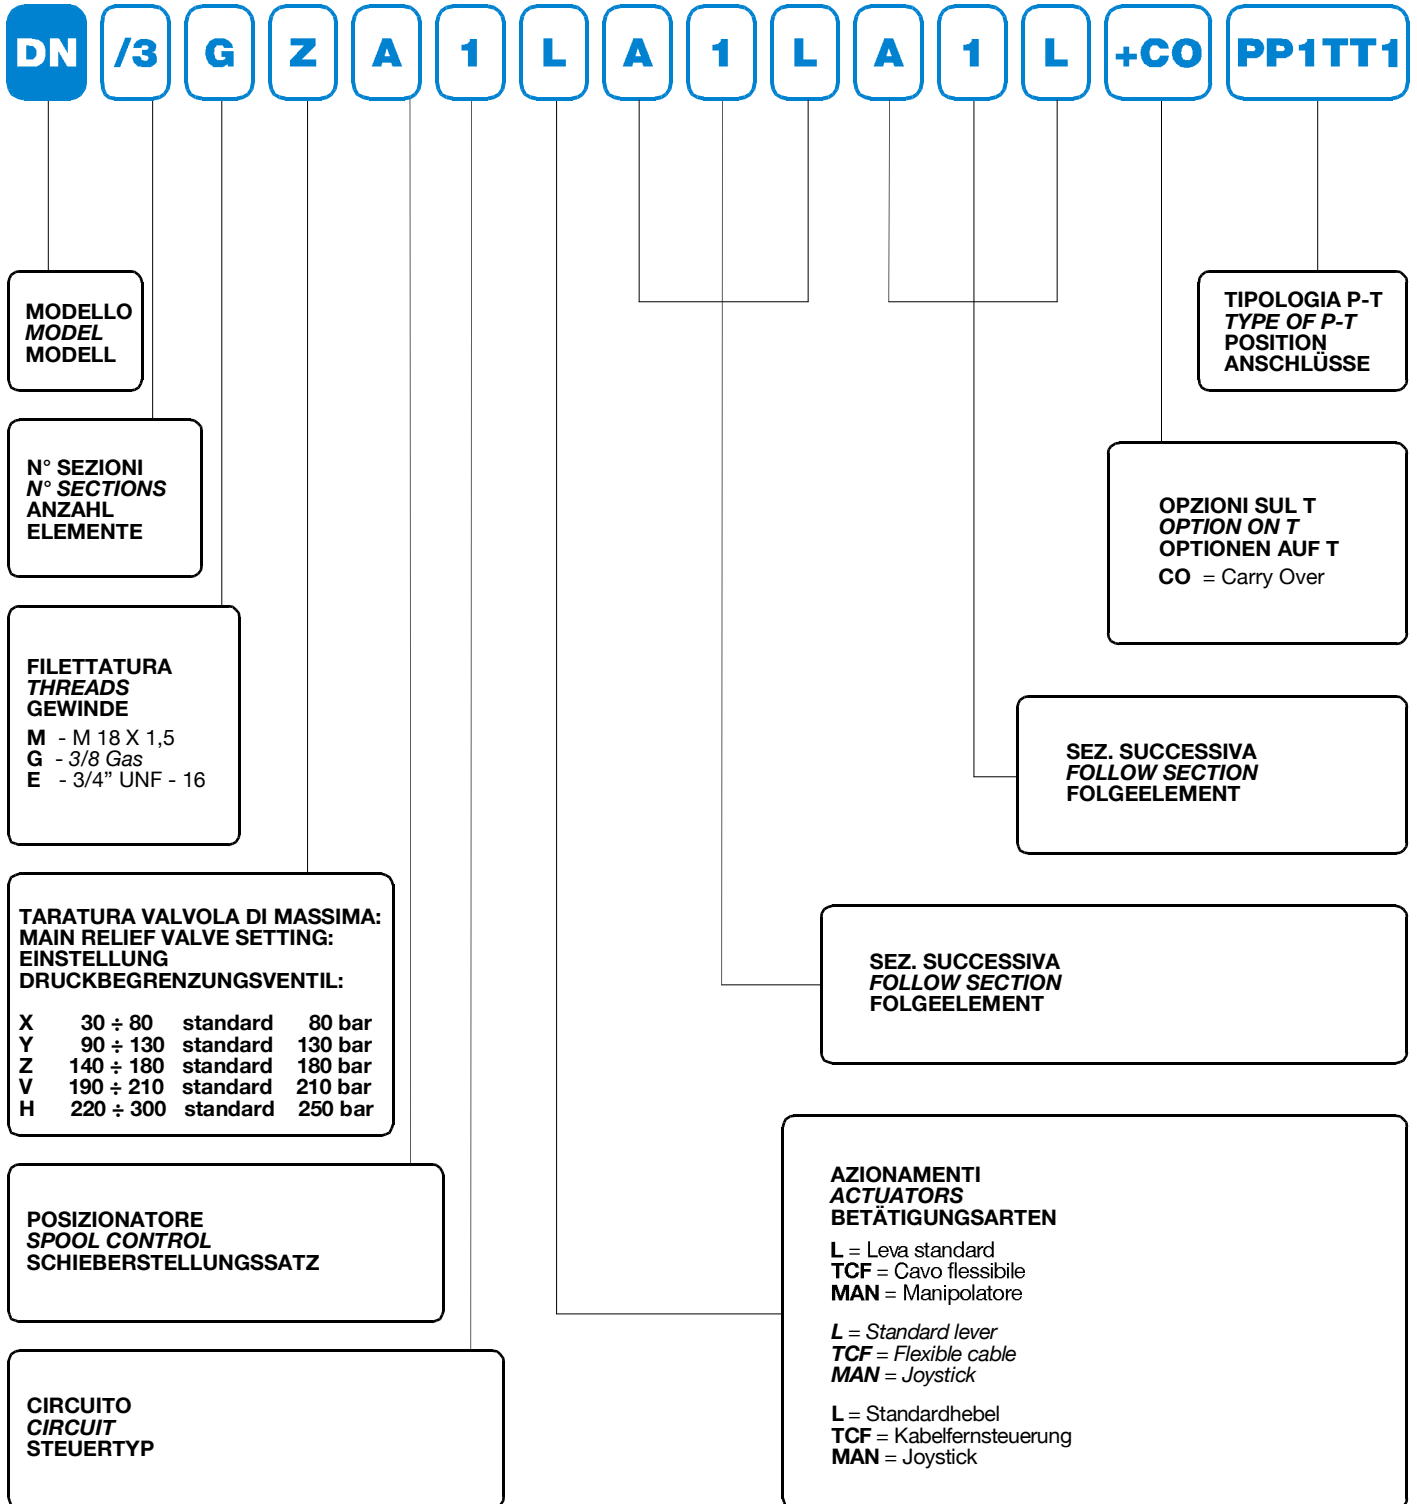 DN /3 G Z A 1 L A 1 L A 1 L +CO PP1TT1
MODELLO
MODEL
MODELL
TIPOLOGIA P-T
TYPE OF P-T
POSITION
ANSCHLÜSSE
N° SEZIONI
N° SECTIONS
ANZAHL
ELEMENTE
OPZIONI SUL T
OPTION ON T
OPTIONEN AUF T
CO = Carry Over
FILETTATURA
THREADS
GEWINDE
M - M 18 X 1,5
G - 3/8 Gas
E - 3/4” UNF - 16
SEZ. SUCCESSIVA
FOLLOW SECTION
FOLGEELEMENT
TARATURA VALVOLA DI MASSIMA:
MAIN RELIEF VALVE SETTING:
EINSTELLUNG
DRUCKBEGRENZUNGSVENTIL:
X 30 ÷ 80 standard 80 bar
Y 90 ÷ 130 standard 130 bar
Z 140 ÷ 180 standard 180 bar
V 190 ÷ 210 standard 210 bar
H 220 ÷ 300 standard 250 bar
SEZ. SUCCESSIVA
FOLLOW SECTION
FOLGEELEMENT
POSIZIONATORE
SPOOL CONTROL
SCHIEBERSTELLUNGSSATZ
AZIONAMENTI
ACTUATORS
BETÄTIGUNGSARTEN
L = Leva standard
TCF = Cavo flessibile
MAN = Manipolatore
L = Standard lever
TCF = Flexible cable
MAN = Joystick
L = Standardhebel
TCF = Kabelfernsteuerung
MAN = Joystick
CIRCUITO
CIRCUIT
STEUERTYP